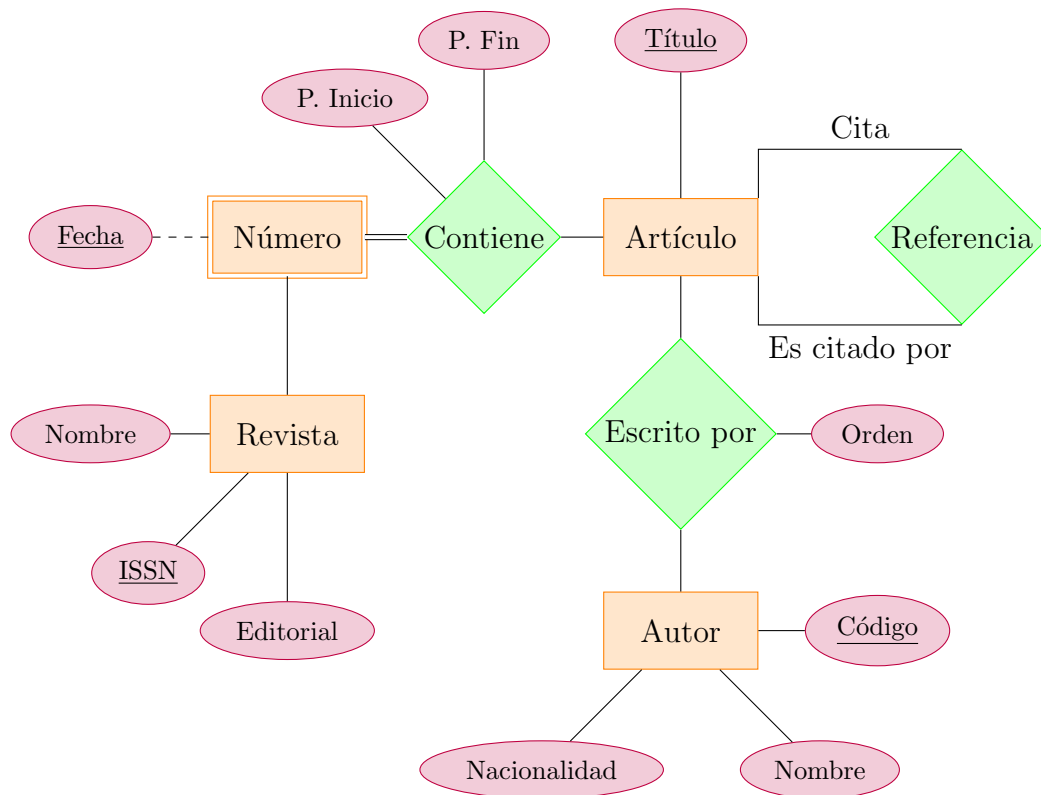 P. Fin
Título
P. Inicio
Cita
Fecha
Número
Contiene
Artículo
Referencia
Es citado por
Nombre
Revista
Escrito por
Orden
ISSN
Editorial
Autor
Código
Nacionalidad
Nombre